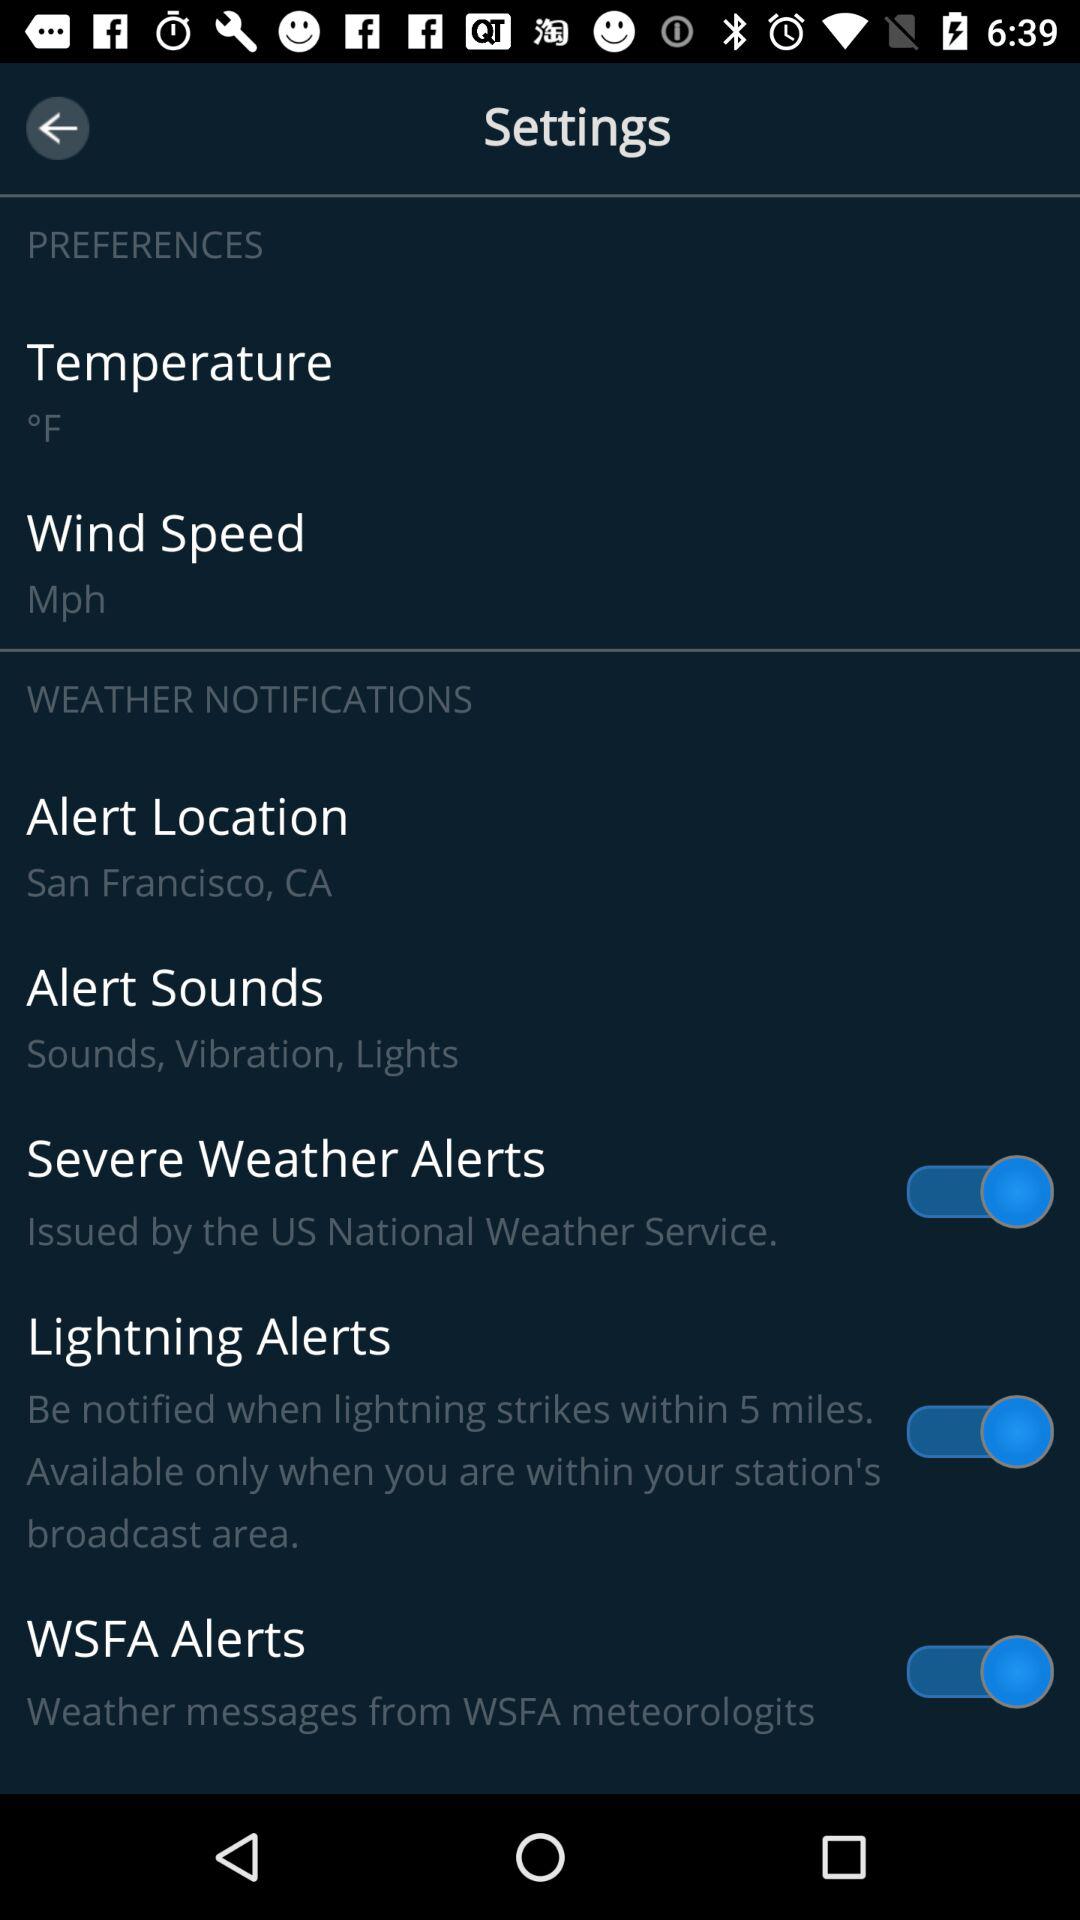 QT 淘 6:39
Settings
PREFERENCES
Temperature
°F
Wind Speed
Mph
WEATHER NOTIFICATIONS
Alert Location
San Francisco, CA
Alert Sounds
Sounds, Vibration, Lights
Severe Weather Alerts
Issued by the US National Weather Service.
Lightning Alerts
Be notified when lightning strikes within 5 miles.
Available only when you are within your station's
broadcast area.
WSFA Alerts
Weather messages from WSFA meteorologits